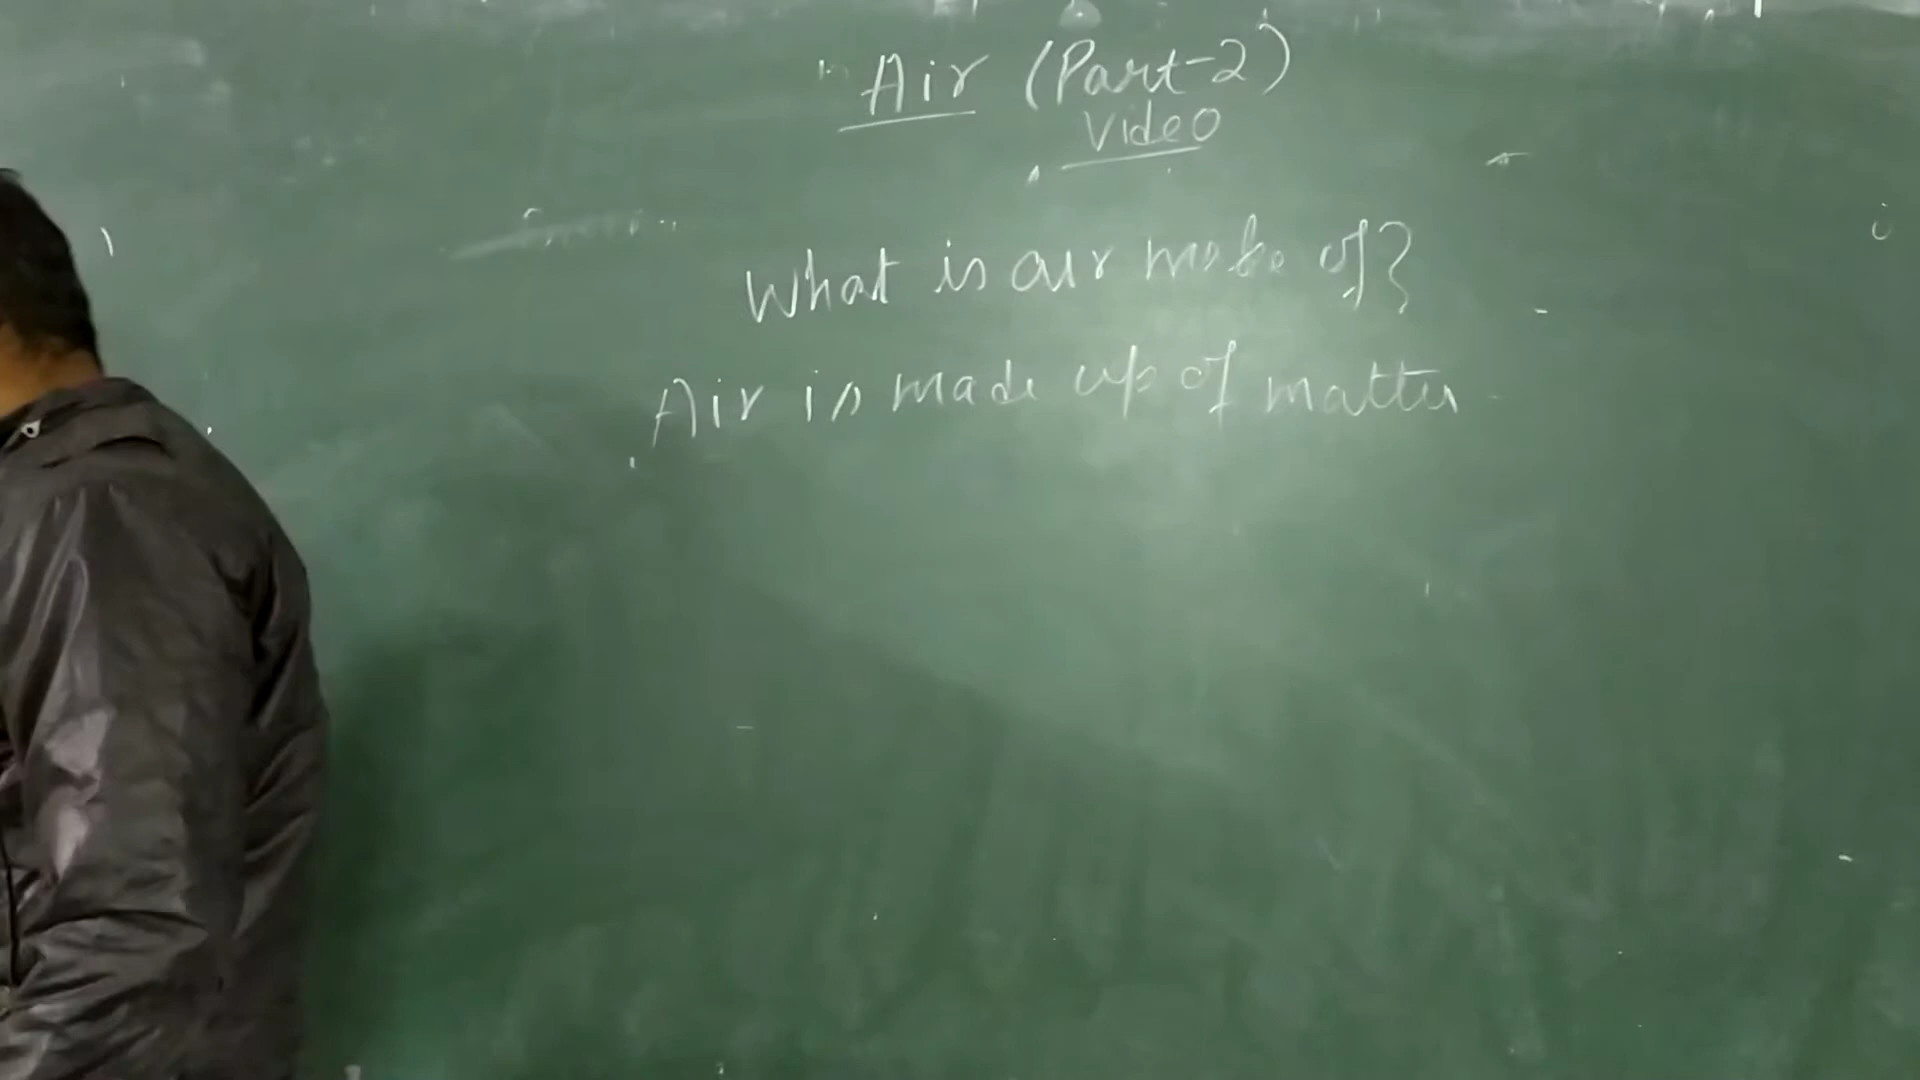 Air (Part-2)
Video
What is air make of?
Air is made up of matter